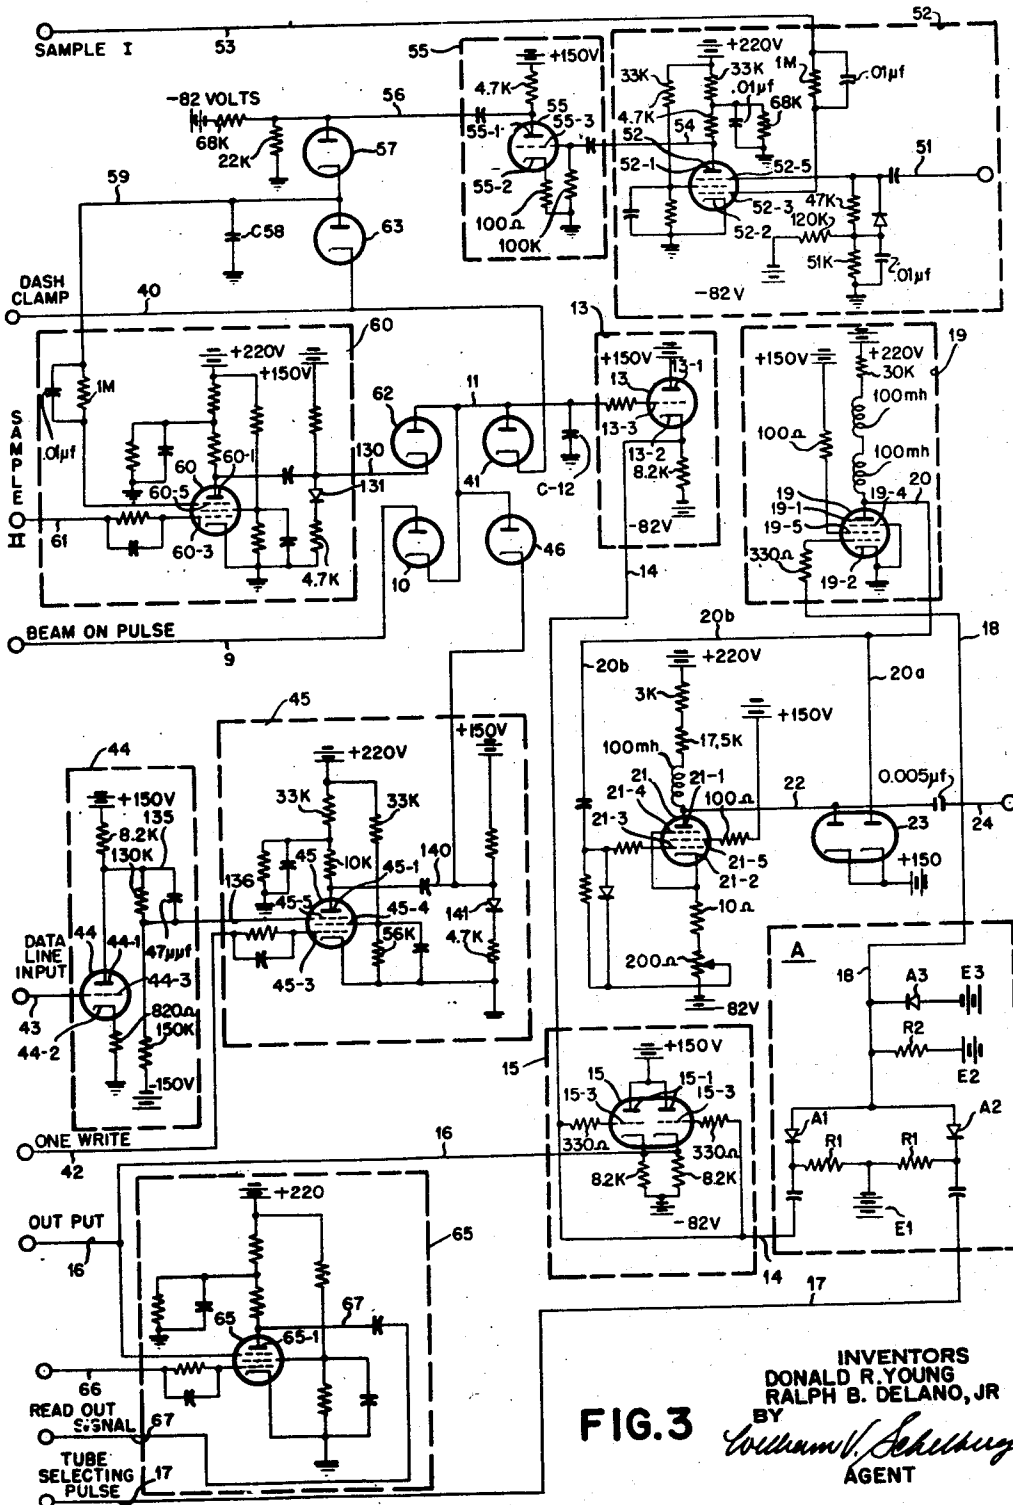 SAMPLE I
53
55
52
+150V
4.7K
+220V
33K
33K
1M
.01µf
.01µf
4.7K
68K
-82 VOLTS
56
68K
22K
57
55
55-1
55-3
55-2
100Ω
100K
54
52
52-1
52-5
52-3
52-2
51
47K
120K
51K
.01µf
-82V
59
C58
63
DASH
CLAMP
40
13
60
+220V
+150V
1M
.01µf
SAMPLE
II
61
60
60-1
60-5
60-3
130
131
4.7K
62
11
41
C-12
10
46
+150V
13-1
13
13-3
13-2
8.2K
-82V
14
19
+150V
+220V
30K
100mh
100Ω
100mh
20
19
19-1
19-4
19-5
330Ω
19-2
BEAM ON PULSE
9
18
20b
20b
20a
+220V
3K
17.5K
+150V
100mh
21
21-1
21-4
100Ω
21-3
21-5
21-2
10Ω
200Ω
-82V
22
0.005µf
24
23
+150
44
45
+150V
8.2K
135
130K
+220V
+150V
33K
33K
10K
140
136
45
45-1
45-5
45-4
141
56K
4.7K
45-3
DATA
LINE
INPUT
43
44
44-1
44-3
47µµf
820Ω
44-2
150K
-150V
A
18
A3
E3
R2
E2
A1
A2
R1
R1
E1
15
+150V
15
15-1
15-3
15-3
330Ω
330Ω
8.2K
8.2K
-82V
14
17
ONE WRITE
42
16
OUT PUT
16
+220
65
67
65
65-1
66
READ OUT
SIGNAL
67
TUBE
SELECTING
PULSE
17
FIG.3
INVENTORS
DONALD R. YOUNG
RALPH B. DELANO, JR
BY
William V. Schelberg
AGENT